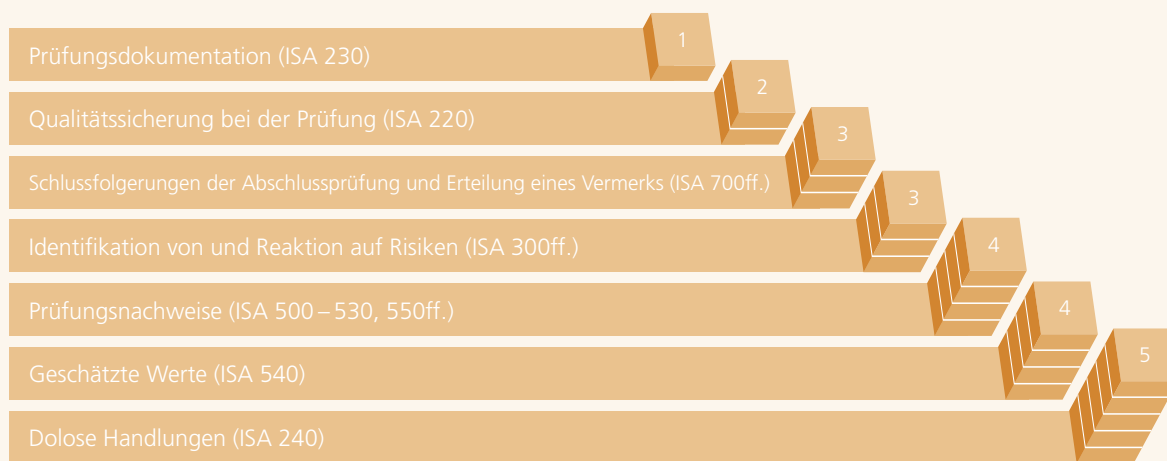 1
Prüfungsdokumentation (ISA 230)
2
Qualitätssicherung bei der Prüfung (ISA 220)
3
Schlussfolgerungen der Abschlussprüfung und Erteilung eines Vermerks (ISA 700ff.)
3
Identifikation von und Reaktion auf Risiken (ISA 300ff.)
4
Prüfungsnachweise (ISA 500 – 530, 550ff.)
4
Geschätzte Werte (ISA 540)
5
Dolose Handlungen (ISA 240)